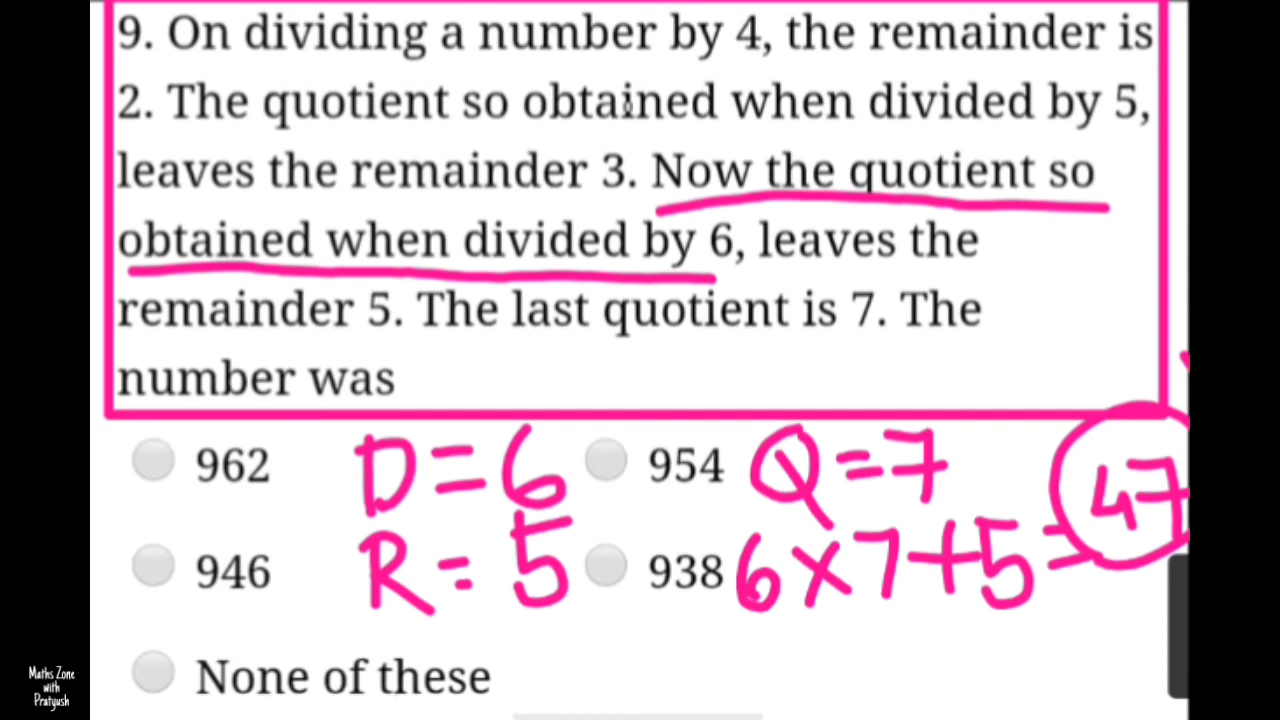 9. On dividing a number by 4, the remainder is
2. The quotient so obtained when divided by 5,
leaves the remainder 3. Now the quotient so
obtained when divided by 6, leaves the
remainder 5. The last quotient is 7. The
number was
962 D=6 954 Q=7 47
946 R=5 938 6×7+5=
None of these
Maths Zone
with
Pratyush